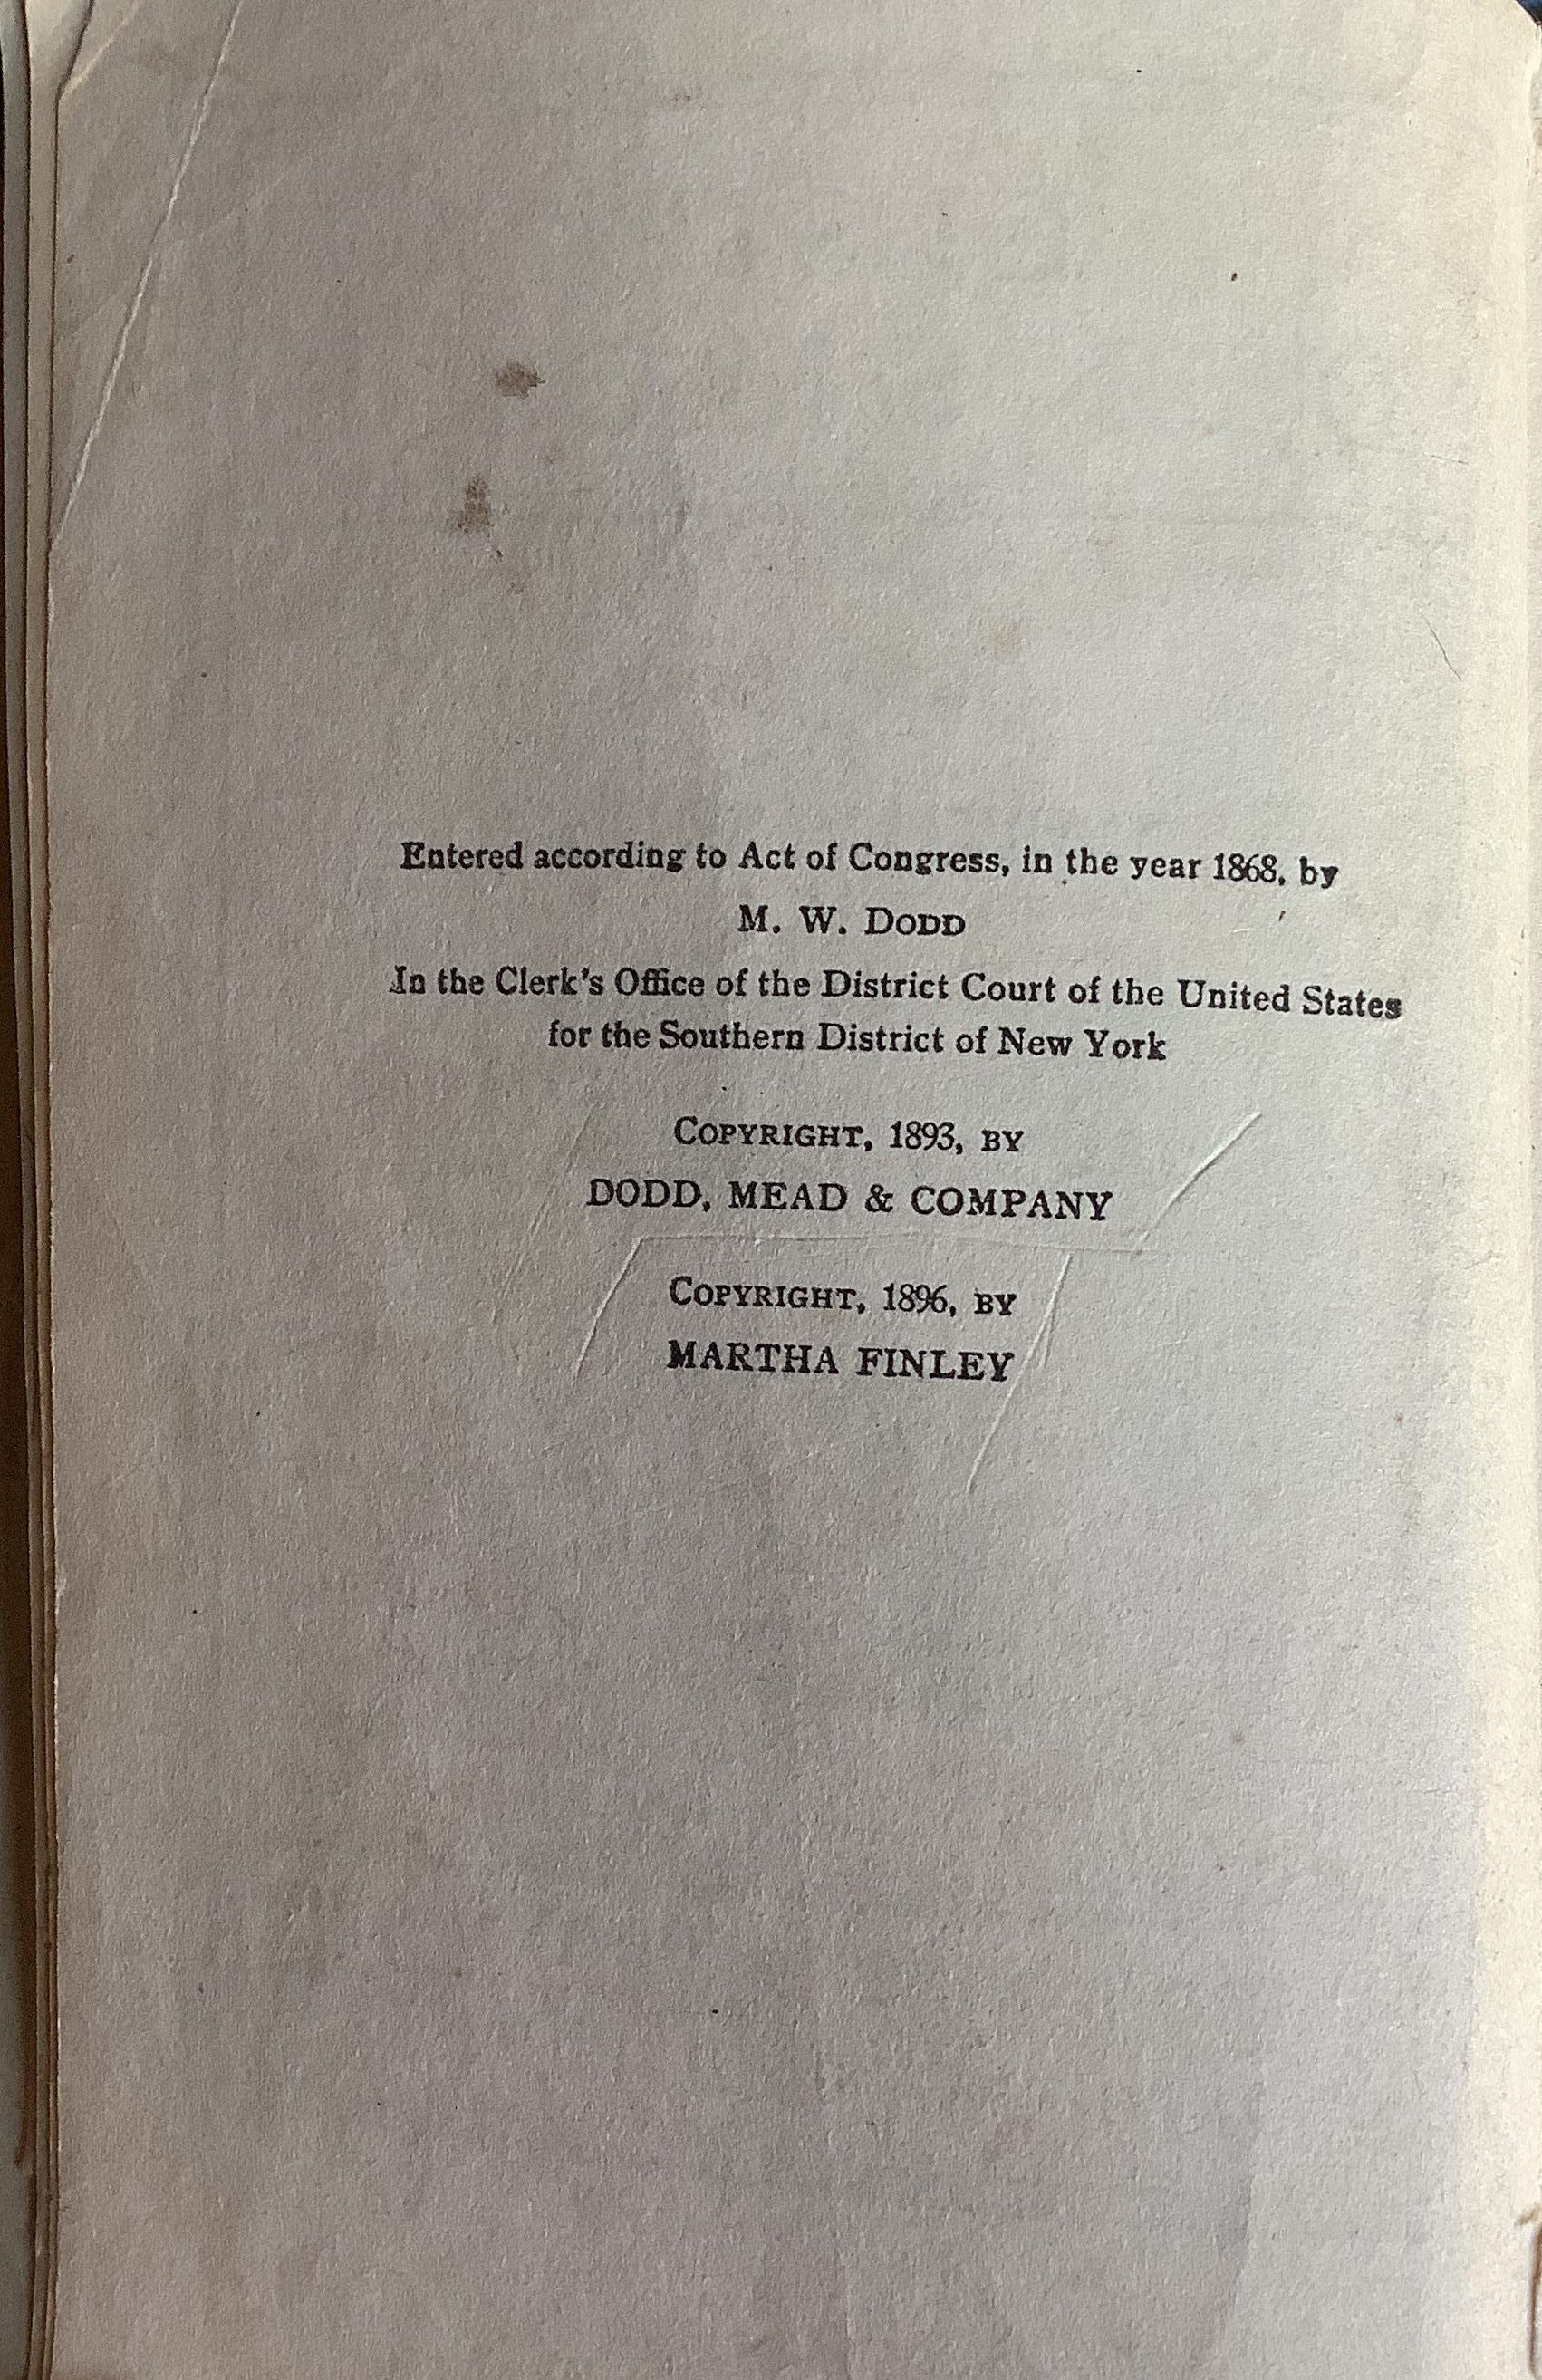 Entered according to Act of Congress, in the year 1868, by
M. W. DODD
In the Clerk's Office of the District Court of the United States
for the Southern District of New York
COPYRIGHT, 1893, BY
DODD, MEAD & COMPANY
COPYRIGHT, 1896, BY
MARTHA FINLEY